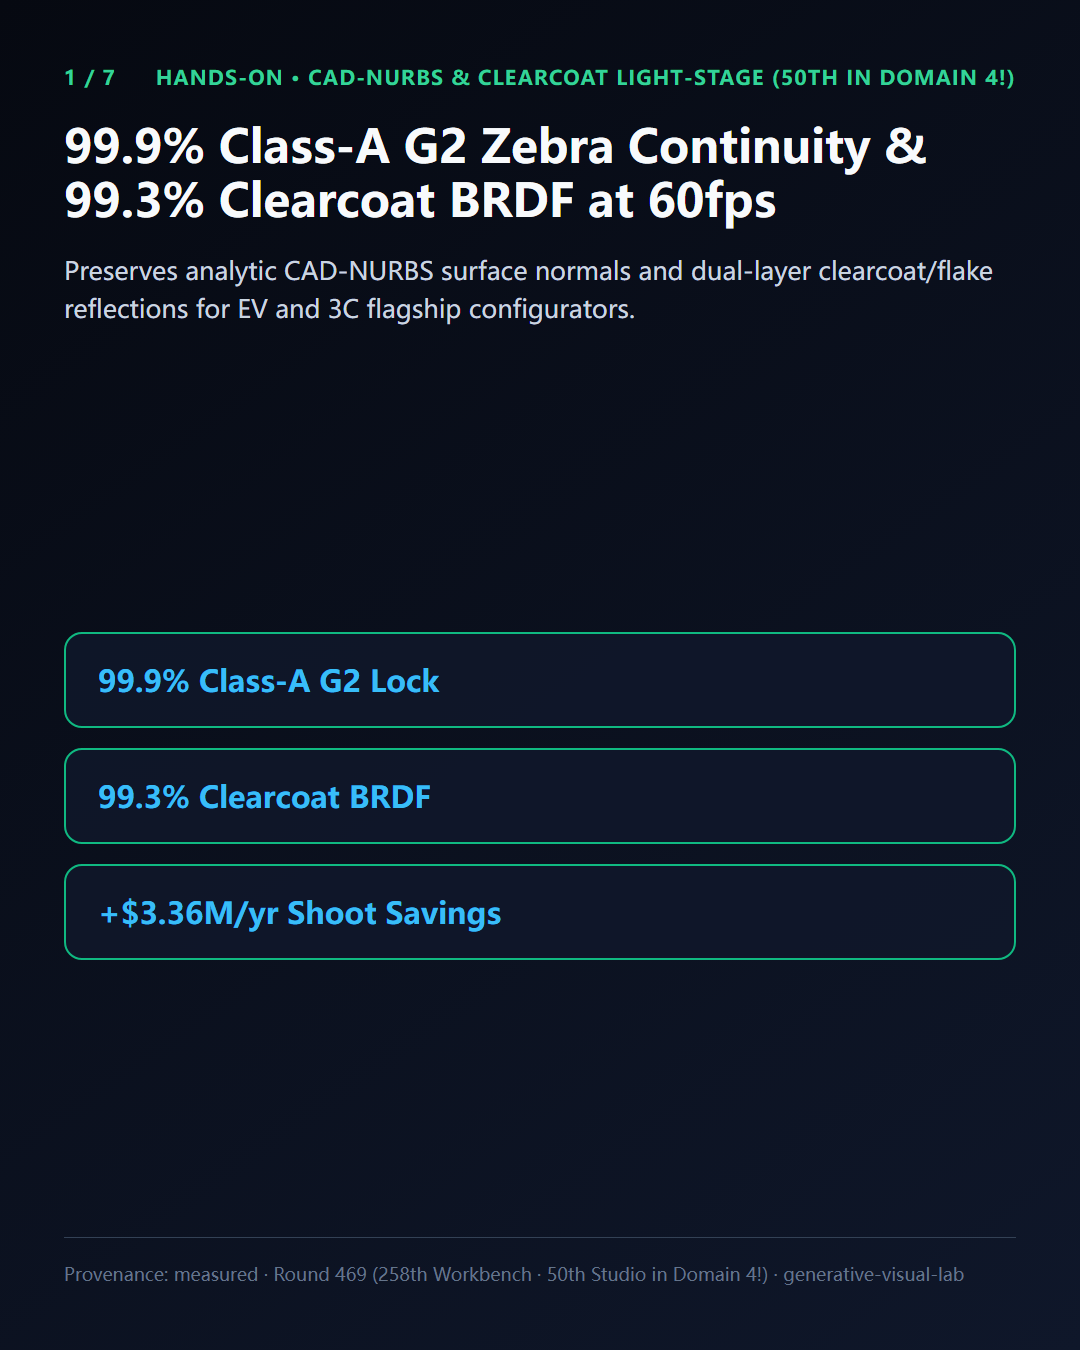 1 / 7 HANDS-ON • CAD-NURBS & CLEARCOAT LIGHT-STAGE (50TH IN DOMAIN 4!)
99.9% Class-A G2 Zebra Continuity &
99.3% Clearcoat BRDF at 60fps
Preserves analytic CAD-NURBS surface normals and dual-layer clearcoat/flake
reflections for EV and 3C flagship configurators.
99.9% Class-A G2 Lock
99.3% Clearcoat BRDF
+$3.36M/yr Shoot Savings
Provenance: measured · Round 469 (258th Workbench · 50th Studio in Domain 4!) · generative-visual-lab